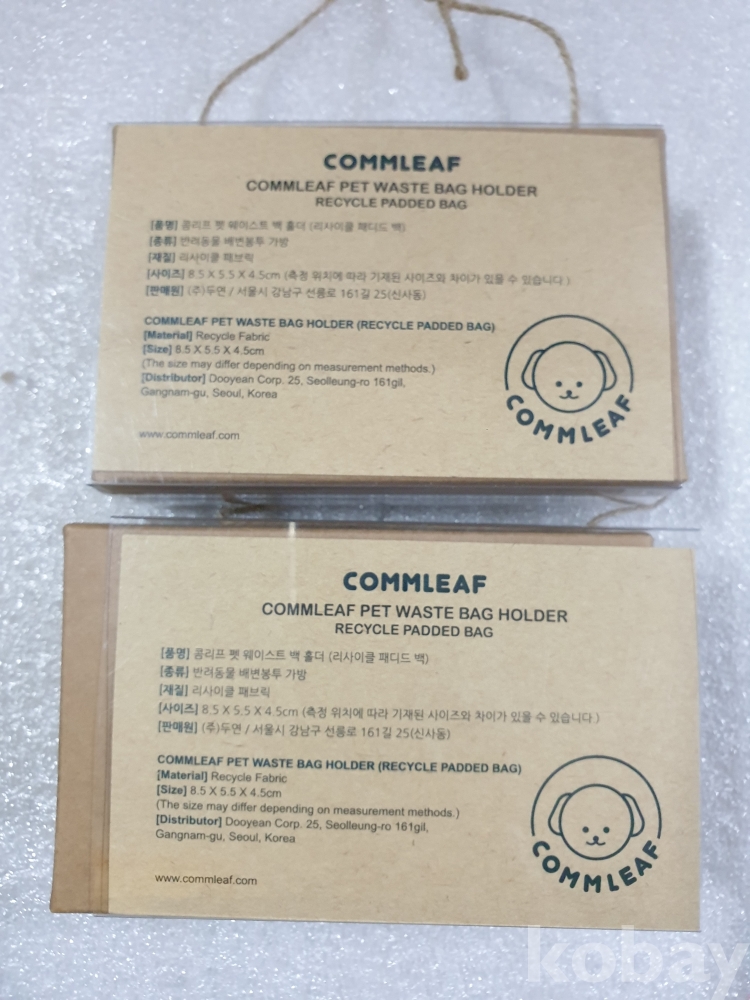 COMMLEAF
COMMLEAF PET WASTE BAG HOLDER
RECYCLE PADDED BAG
[품명]콤리프 펫 웨이스트 백 홀더 (리사이클 패디드 백)
[종류] 반려동물 배변봉투 가방
[재질] 리사이클 패브릭
[사이즈] 8.5 X 5.5 X 4.5cm (측정 위치에 따라 기재된 사이즈와 차이가 있을 수 있습니다.)
[판매원] (주)두연 / 서울시 강남구 선릉로 161길 25(신사동)
COMMLEAF PET WASTE BAG HOLDER (RECYCLE PADDED BAG)
[Material] Recycle Fabric
[Size] 8.5 X 5.5 X 4.5cm
(The size may differ depending on measurement methods.)
[Distributor] Dooyean Corp. 25, Seolleung-ro 161gil,
Gangnam-gu, Seoul, Korea
www.commleaf.com
COMMLEAF
COMMLEAF
COMMLEAF PET WASTE BAG HOLDER
RECYCLE PADDED BAG
[품명] 콤리프 펫 웨이스트 백 홀더 (리사이클 패디드 백)
[종류] 반려동물 배변봉투 가방
[재질] 리사이클 패브릭
[사이즈] 8.5 X 5.5 X 4.5cm (측정 위치에 따라 기재된 사이즈와 차이가 있을 수 있습니다.)
[판매원] (주)두연 / 서울시 강남구 선릉로 161길 25(신사동)
COMMLEAF PET WASTE BAG HOLDER (RECYCLE PADDED BAG)
[Material] Recycle Fabric
[Size] 8.5 X 5.5 X 4.5cm
(The size may differ depending on measurement methods.)
[Distributor] Dooyean Corp. 25, Seolleung-ro 161gil,
Gangnam-gu, Seoul, Korea
www.commleaf.com
COMMLEAF
kobay